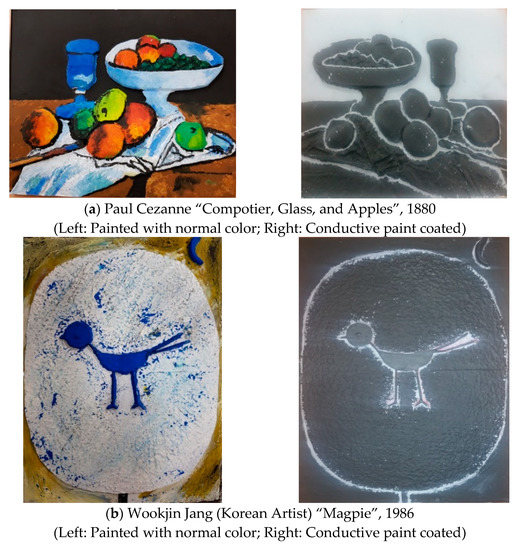 (a) Paul Cezanne “Compotier, Glass, and Apples”, 1880
(Left: Painted with normal color; Right: Conductive paint coated)
(b) Wookjin Jang (Korean Artist) “Magpie”, 1986
(Left: Painted with normal color; Right: Conductive paint coated)